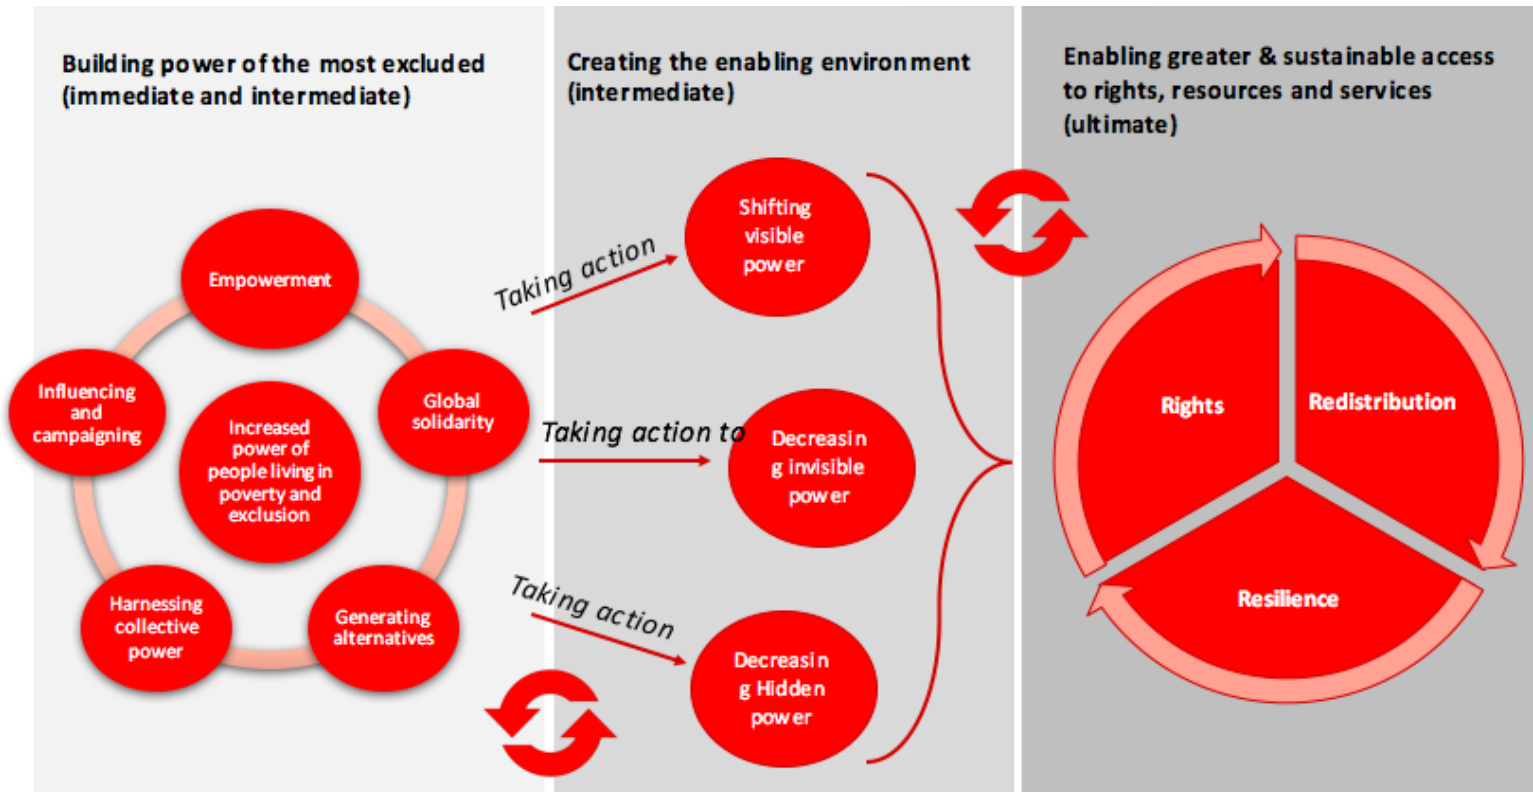 Building power of the most excluded
(immediate and intermediate)
Empowerment
Global
solidarity
Generating
alternatives
Harnessing
collective
power
Influencing
and
campaigning
Increased
power of
people living in
poverty and
exclusion
Creating the enabling environment
(intermediate)
Taking action
Shifting
visible
power
Taking action to
Decreasin
g invisible
power
Taking action
Decreasin
g Hidden
power
Enabling greater & sustainable access
to rights, resources and services
(ultimate)
Rights
Redistribution
Resilience